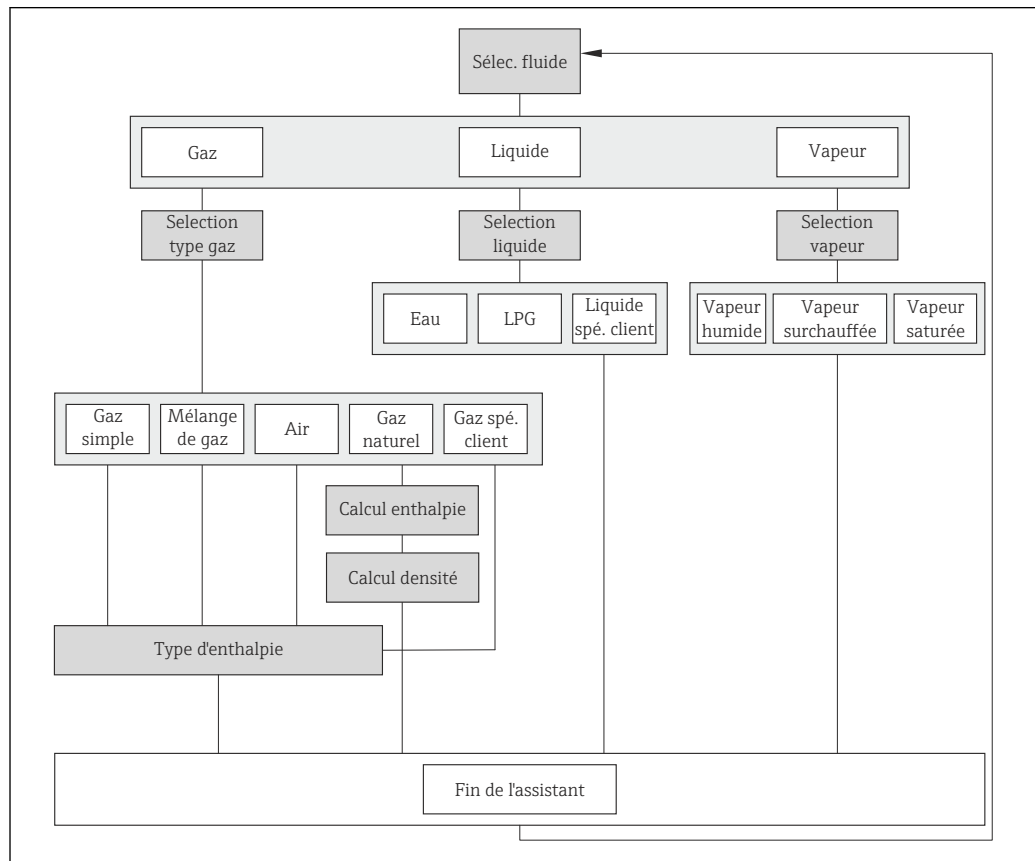 Sélec. fluide
Gaz
Liquide
Vapeur
Selection
type gaz
Selection
liquide
Selection
vapeur
Eau
LPG
Liquide
spé. client
Vapeur
humide
Vapeur
surchauffée
Vapeur
saturée
Gaz
simple
Mélange
de gaz
Air
Gaz
naturel
Gaz spé.
client
Calcul enthalpie
Calcul densité
Type d'enthalpie
Fin de l'assistant